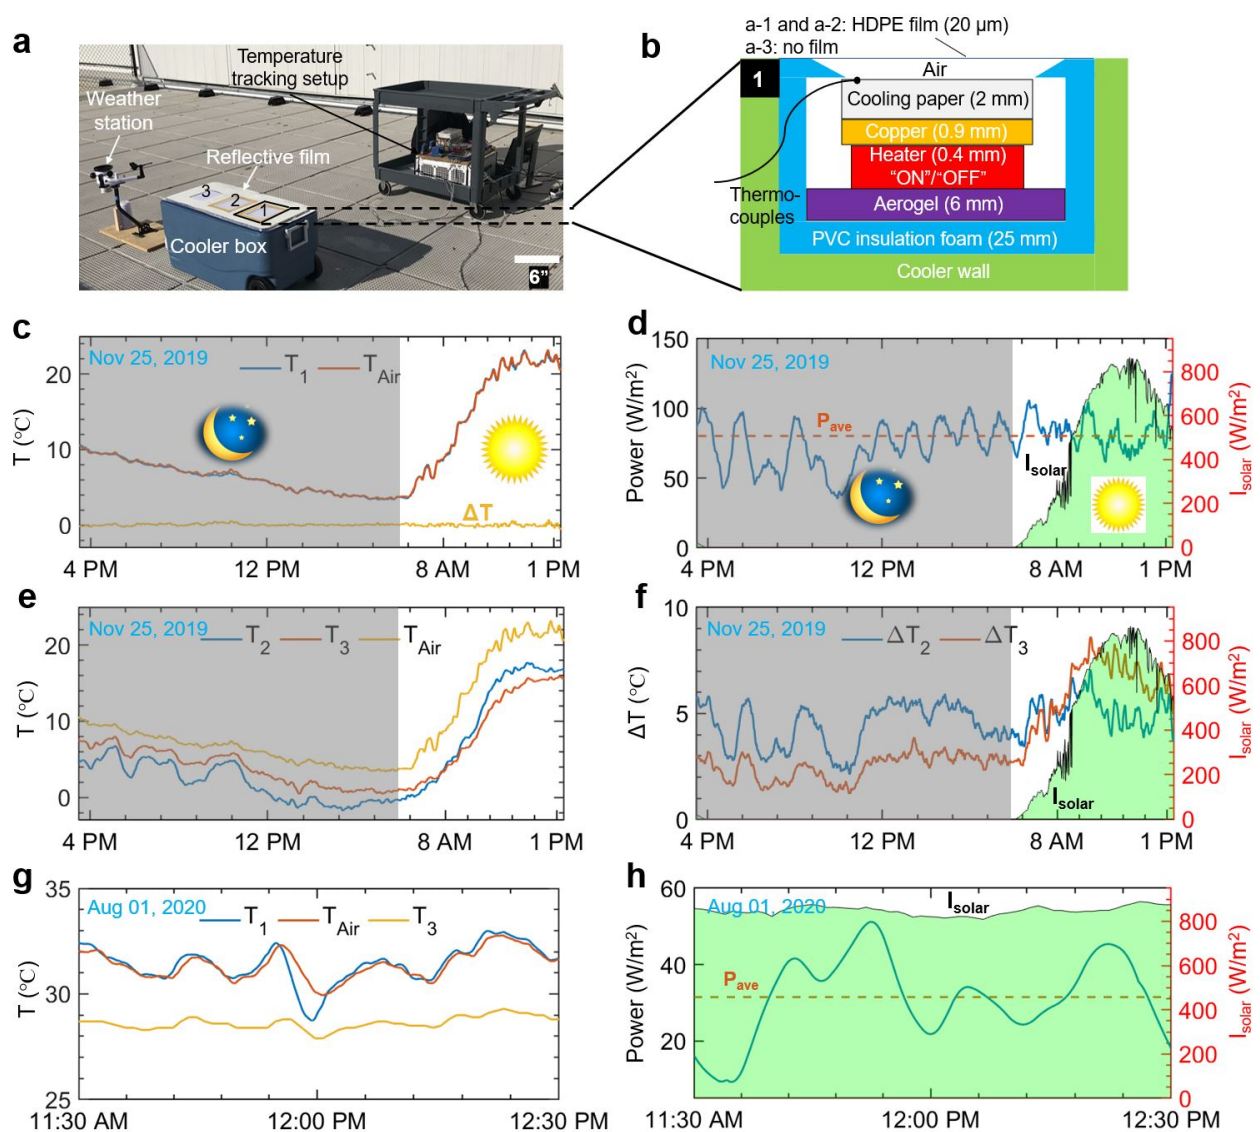 a
Temperature
tracking setup
Weather
station
Reflective film
3
2
1
Cooler box
6”
b
a-1 and a-2: HDPE film (20 μm)
a-3: no film
1
Air
Cooling paper (2 mm)
Copper (0.9 mm)
Heater (0.4 mm)
“ON”/“OFF”
Thermo-
couples
Aerogel (6 mm)
PVC insulation foam (25 mm)
Cooler wall
c
Nov 25, 2019
T1
TAir
T (°C)
20
10
0
ΔT
4 PM
12 PM
8 AM
1 PM
d
Nov 25, 2019
Pave
Isolar
Power (W/m2)
150
100
50
0
Isolar (W/m2)
800
600
400
200
0
4 PM
12 PM
8 AM
1 PM
e
Nov 25, 2019
T2
T3
TAir
T (°C)
20
10
0
4 PM
12 PM
8 AM
1 PM
f
Nov 25, 2019
ΔT2
ΔT3
Isolar
ΔT (°C)
10
5
0
Isolar (W/m2)
800
600
400
200
0
4 PM
12 PM
8 AM
1 PM
g
Aug 01, 2020
T1
TAir
T3
T (°C)
35
30
25
11:30 AM
12:00 PM
12:30 PM
h
Aug 01, 2020
Isolar
Pave
Power (W/m2)
60
40
20
Isolar (W/m2)
800
600
400
200
0
11:30 AM
12:00 PM
12:30 PM